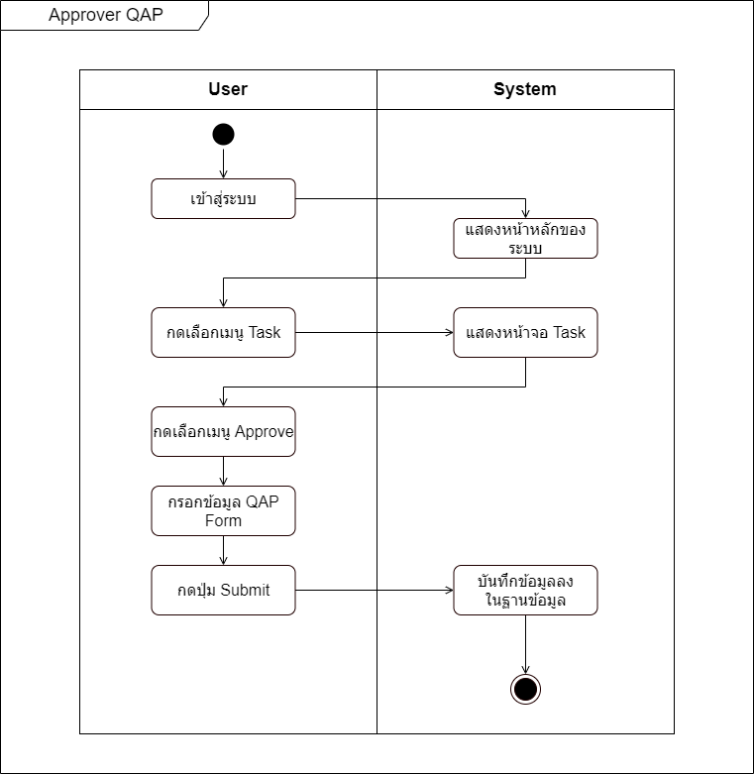 Approver QAP
User
System
เข้าสู่ระบบ
แสดงหน้าหลักของ
ระบบ
กดเลือกเมนู Task
แสดงหน้าจอ Task
กดเลือกเมนู Approve
กรอกข้อมูล QAP
Form
กดปุ่ม Submit
บันทึกข้อมูลลง
ในฐานข้อมูล